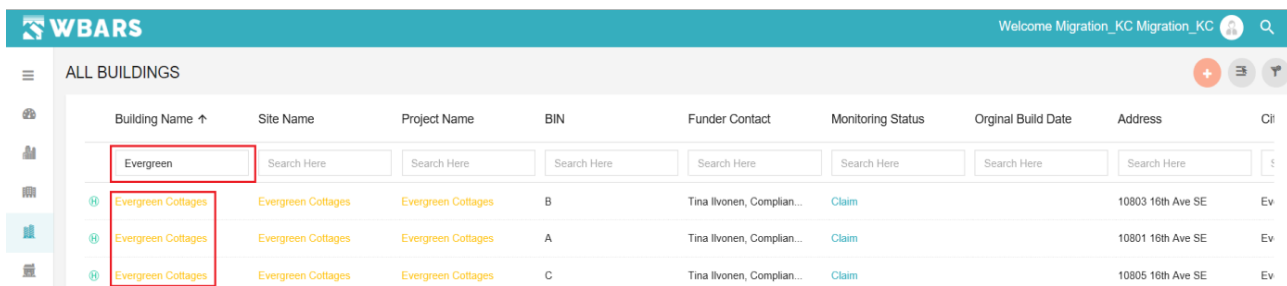 WBARS
Welcome Migration_KC Migration_KC
ALL BUILDINGS
Building Name ↑ Site Name Project Name BIN Funder Contact Monitoring Status Orginal Build Date Address Cit
Evergreen Search Here Search Here Search Here Search Here Search Here Search Here Search Here S
H Evergreen Cottages Evergreen Cottages Evergreen Cottages B Tina Ilvonen, Complian... Claim 10803 16th Ave SE Ev
H Evergreen Cottages Evergreen Cottages Evergreen Cottages A Tina Ilvonen, Complian... Claim 10801 16th Ave SE Ev
H Evergreen Cottages Evergreen Cottages Evergreen Cottages C Tina Ilvonen, Complian... Claim 10805 16th Ave SE Ev